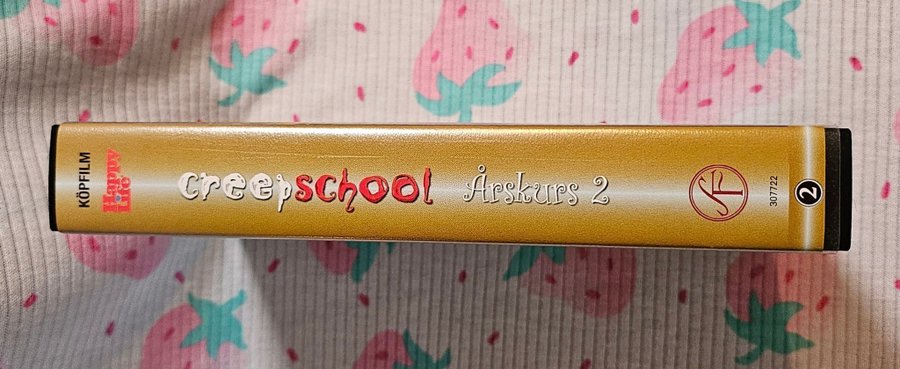 KÖPFILM
Happy Life
creepschool Årskurs 2
SF
307722
2